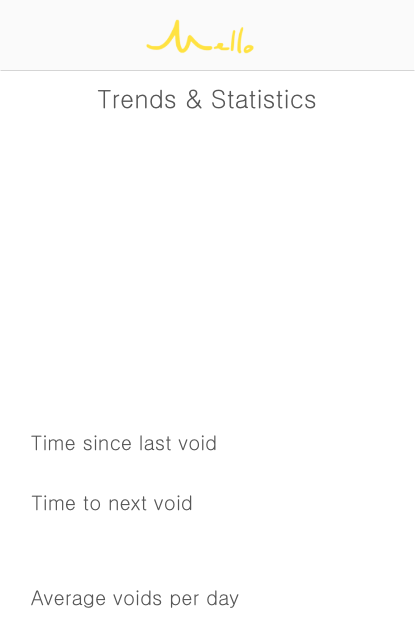 Mello
Trends & Statistics
Time since last void
Time to next void
Average voids per day